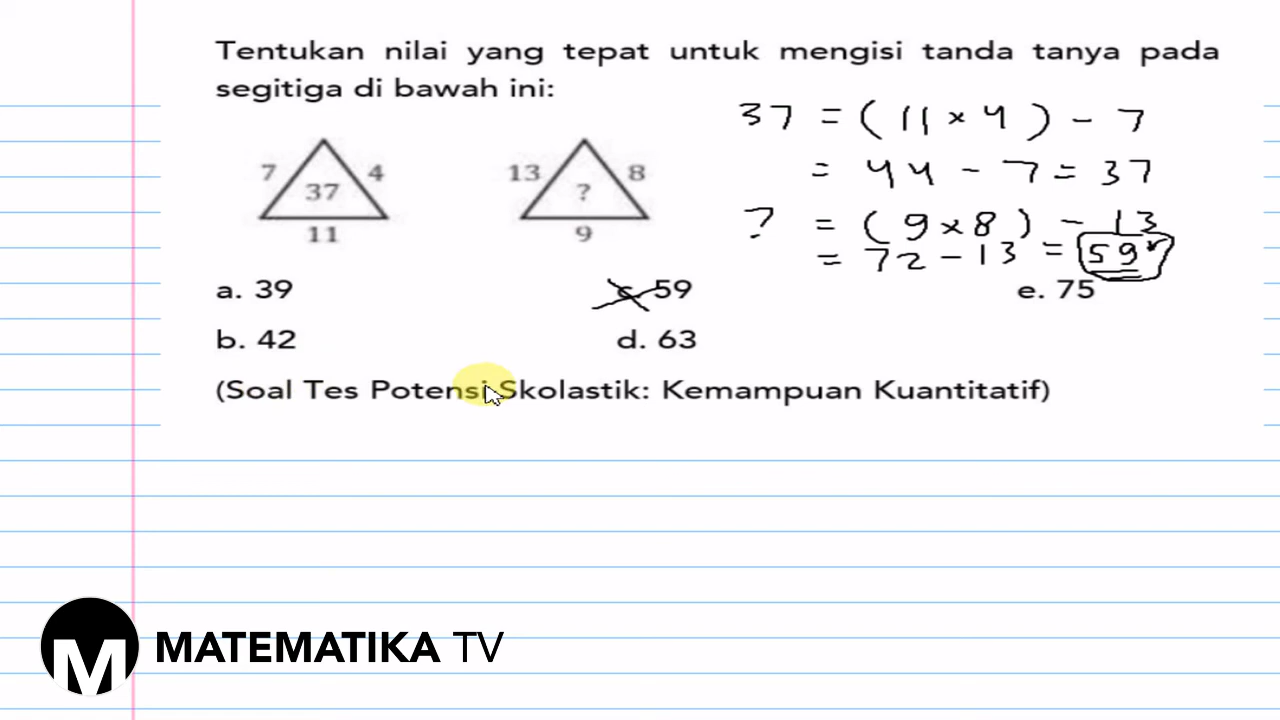 Tentukan nilai yang tepat untuk mengisi tanda tanya pada
segitiga di bawah ini:
37 = (11 × 4) - 7
= 44 - 7 = 37
? = (9 × 8) - 13
= 72 - 13 = 59
7 4
37
11
13 8
?
9
a. 39 c. 59 e. 75
b. 42 d. 63
(Soal Tes Potensi Skolastik: Kemampuan Kuantitatif)
M MATEMATIKA TV